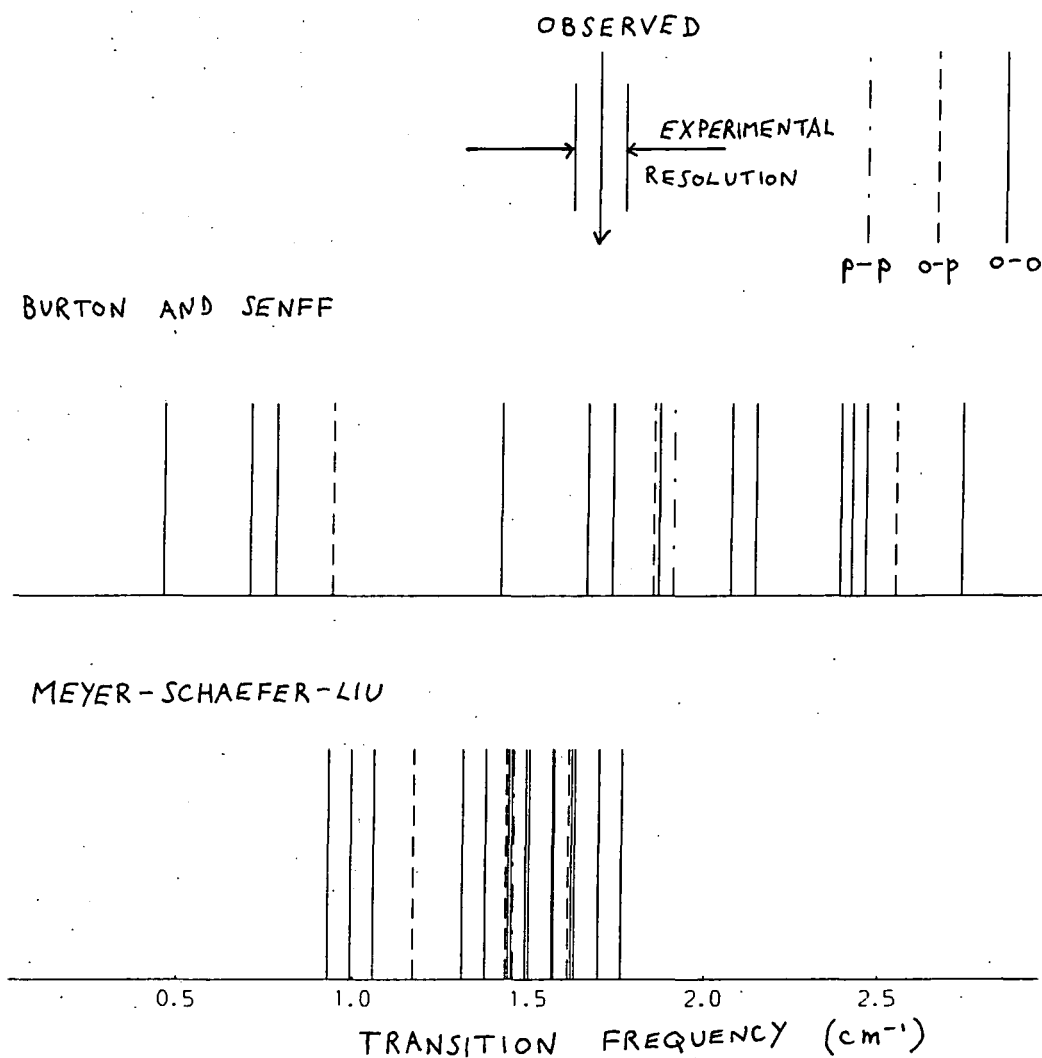 OBSERVED
EXPERIMENTAL
RESOLUTION
p-p o-p o-o
BURTON AND SENFF
MEYER-SCHAEFER-LIU
0.5 1.0 1.5 2.0 2.5
TRANSITION FREQUENCY (cm⁻¹)